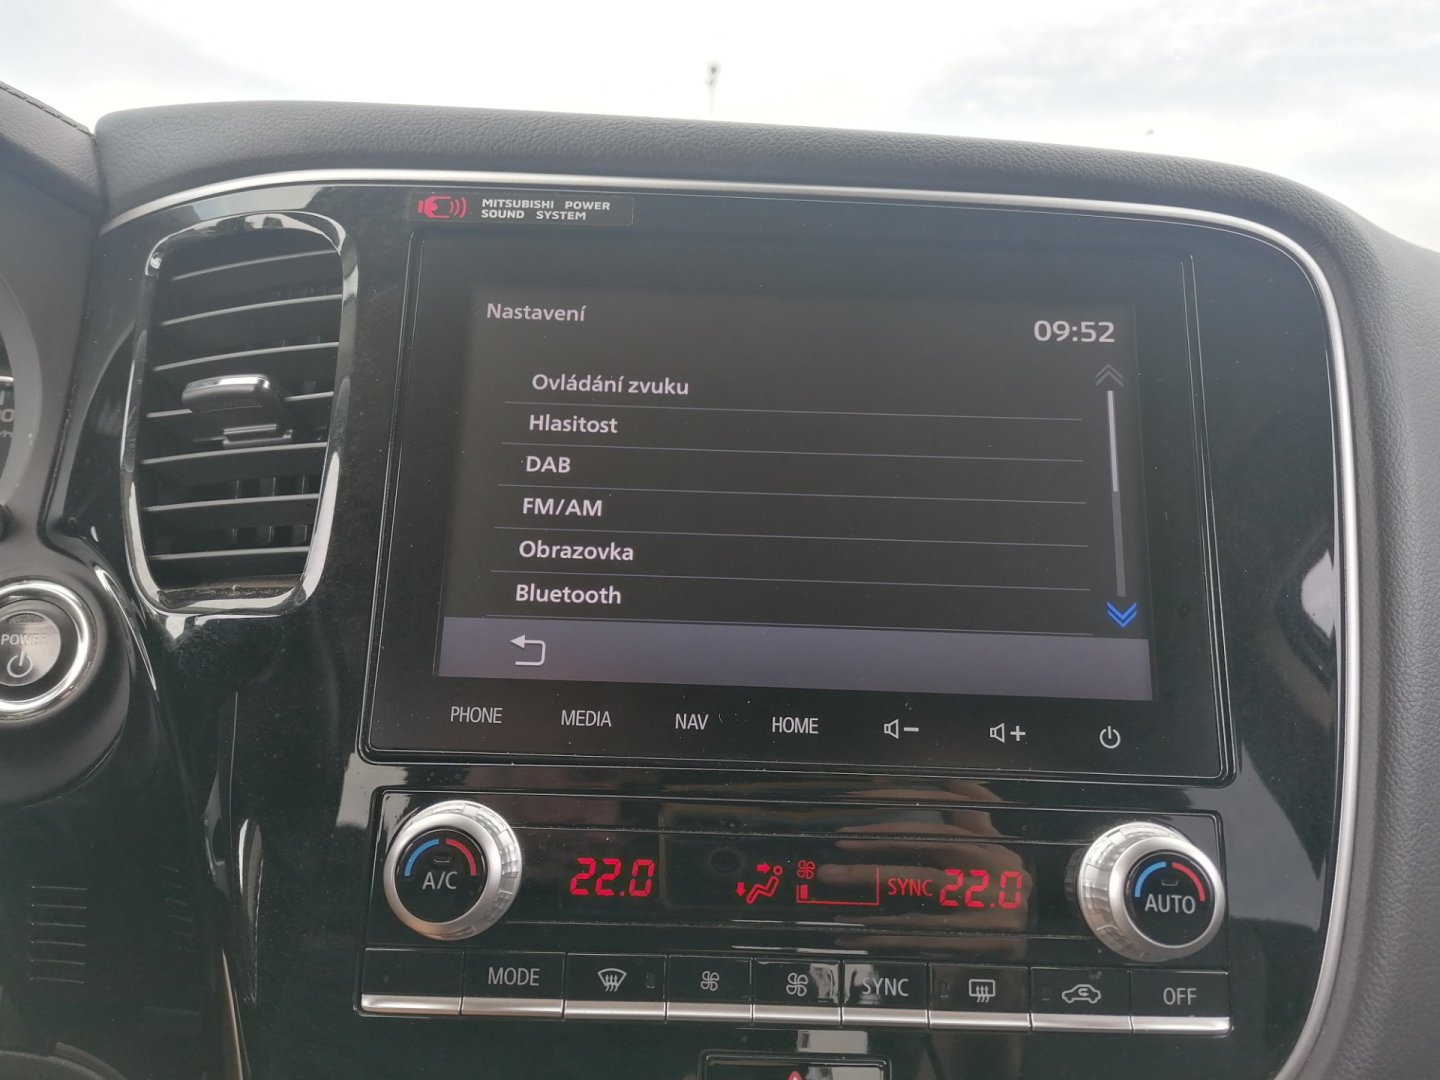 MITSUBISHI POWER
SOUND SYSTEM
Nastavení
09:52
Ovládání zvuku
Hlasitost
DAB
FM/AM
Obrazovka
Bluetooth
PHONE MEDIA NAV HOME
POWER
A/C
22.0
SYNC 22.0
AUTO
MODE
SYNC
OFF